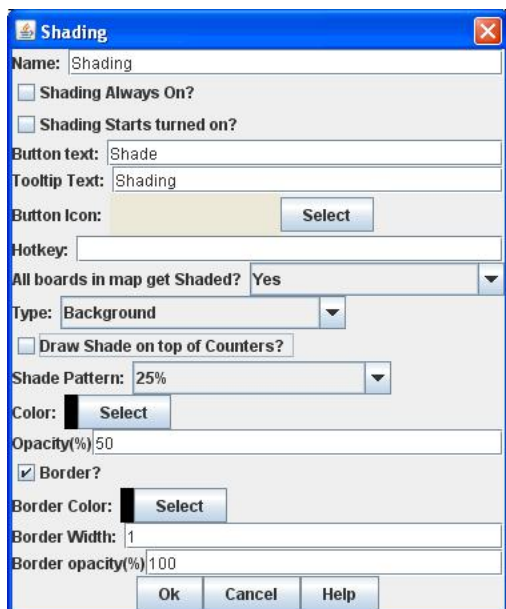 Shading
Name: Shading
Shading Always On?
Shading Starts turned on?
Button text: Shade
Tooltip Text: Shading
Button Icon: Select
Hotkey:
All boards in map get Shaded? Yes
Type: Background
Draw Shade on top of Counters?
Shade Pattern: 25%
Color: Select
Opacity(%) 50
Border?
Border Color: Select
Border Width: 1
Border opacity(%) 100
Ok Cancel Help